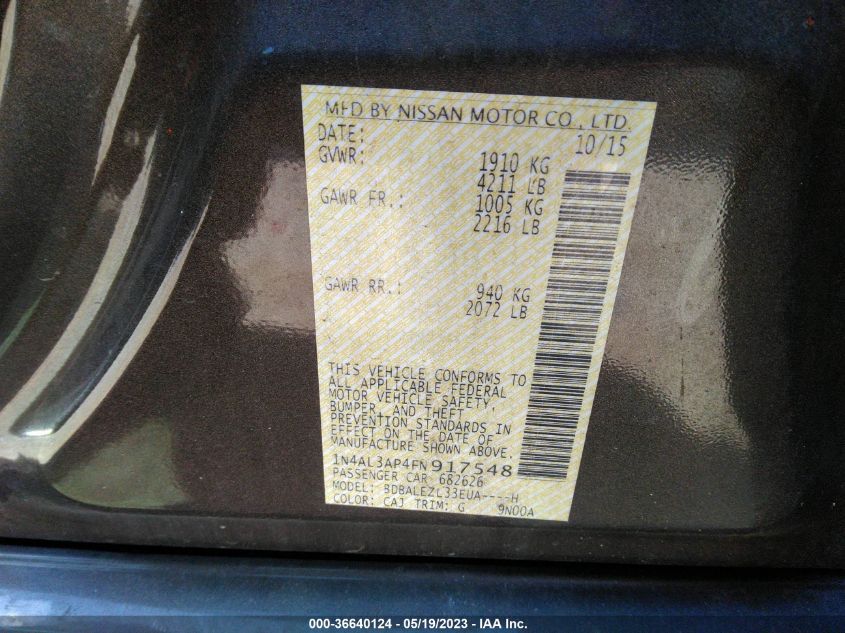 MFD BY NISSAN MOTOR CO., LTD.
DATE: 10/15
GVWR: 1910 KG
4211 LB
GAWR FR.: 1005 KG
2216 LB
GAWR RR.: 940 KG
2072 LB
THIS VEHICLE CONFORMS TO
ALL APPLICABLE FEDERAL
MOTOR VEHICLE SAFETY,
BUMPER, AND THEFT
PREVENTION STANDARDS IN
EFFECT ON THE DATE OF
MANUFACTURE SHOWN ABOVE.
1N4AL3AP4FN917548
PASSENGER CAR 682626
MODEL: BDBALEZL33EUA----H
COLOR: CAJ TRIM: G 9N00A
000-36640124 - 05/19/2023 - IAA Inc.